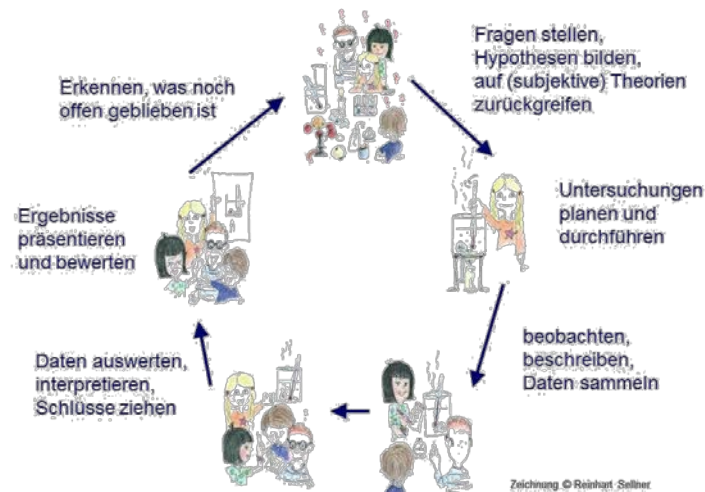 Fragen stellen,
Hypothesen bilden,
auf (subjektive) Theorien
zurückgreifen
Untersuchungen
planen und
durchführen
beobachten,
beschreiben,
Daten sammeln
Daten auswerten,
interpretieren,
Schlüsse ziehen
Ergebnisse
präsentieren
und bewerten
Erkennen, was noch
offen geblieben ist
Zeichnung © Reinhart Sellner